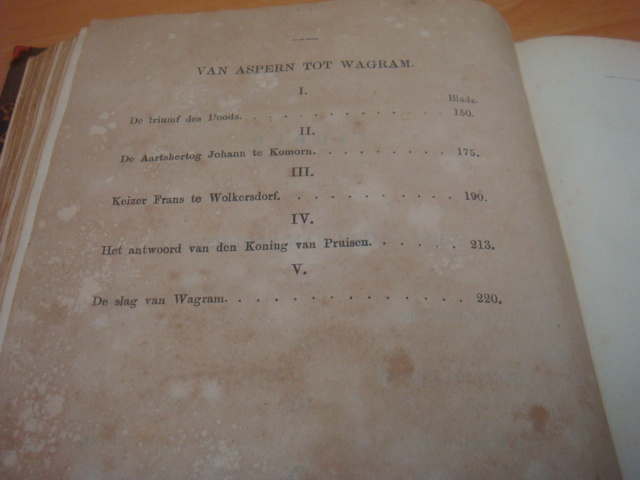 VAN ASPERN TOT WAGRAM.
I.
Bladz.
De triumf des Doods. . . . . . . . . . . . . 150.
II.
De Aartshertog Johann te Komorn. . . . . . . . . 175.
III.
Keizer Frans te Wolkersdorf. . . . . . . . . . . 190.
IV.
Het antwoord van den Koning van Pruisen. . . . . . 213.
V.
De slag van Wagram. . . . . . . . . . . . . . 220.